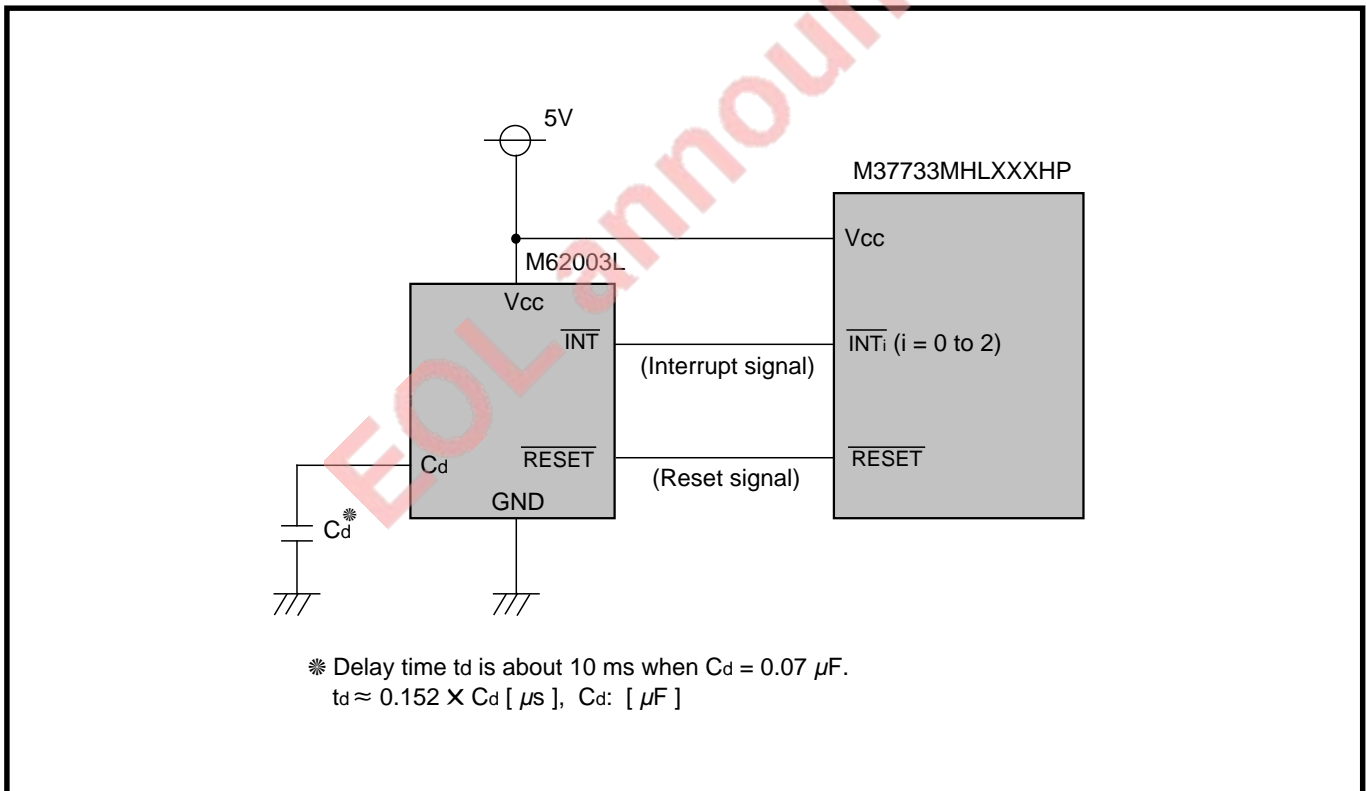 EOL announ
5V
M37733MHLXXXHP
Vcc
M62003L
Vcc
INT
INTi (i = 0 to 2)
(Interrupt signal)
Cd
RESET
RESET
(Reset signal)
GND
Cd※
※ Delay time td is about 10 ms when Cd = 0.07 µF.
td ≈ 0.152 × Cd [ µs ], Cd: [ µF ]